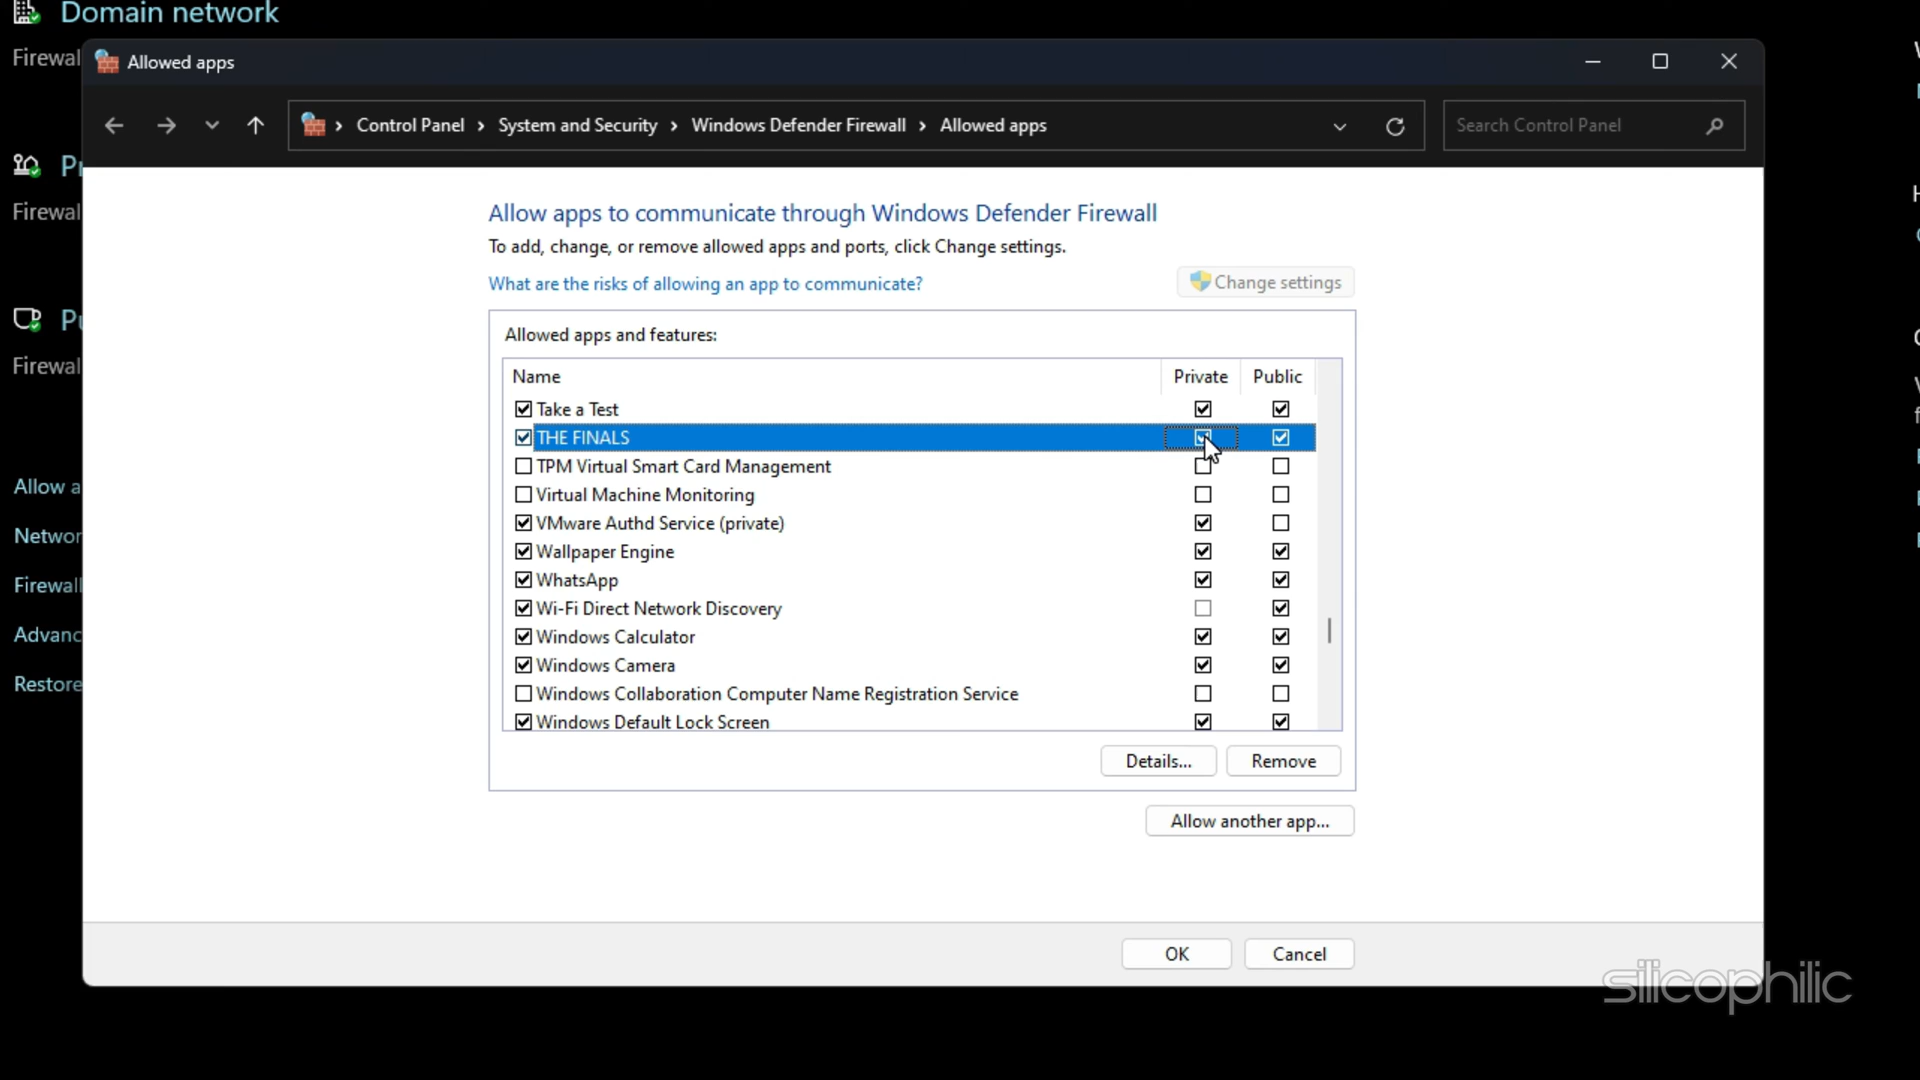 Domain network
Firewal
Allowed apps
Control Panel > System and Security > Windows Defender Firewall > Allowed apps
Search Control Panel
Pr
Firewal
Allow apps to communicate through Windows Defender Firewall
To add, change, or remove allowed apps and ports, click Change settings.
What are the risks of allowing an app to communicate?
Change settings
Pu
Firewal
Allowed apps and features:
Name Private Public
Take a Test
THE FINALS
TPM Virtual Smart Card Management
Allow a
Virtual Machine Monitoring
VMware Authd Service (private)
Networ
Wallpaper Engine
WhatsApp
Firewall
Wi-Fi Direct Network Discovery
Advanc
Windows Calculator
Windows Camera
Restore
Windows Collaboration Computer Name Registration Service
Windows Default Lock Screen
Details... Remove
Allow another app...
OK Cancel
silicophilic